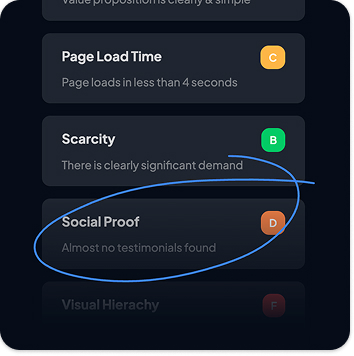 Value proposition is clearly & simple
Page Load Time
C
Page loads in less than 4 seconds
Scarcity
B
There is clearly significant demand
Social Proof
D
Almost no testimonials found
Visual Hierachy
F